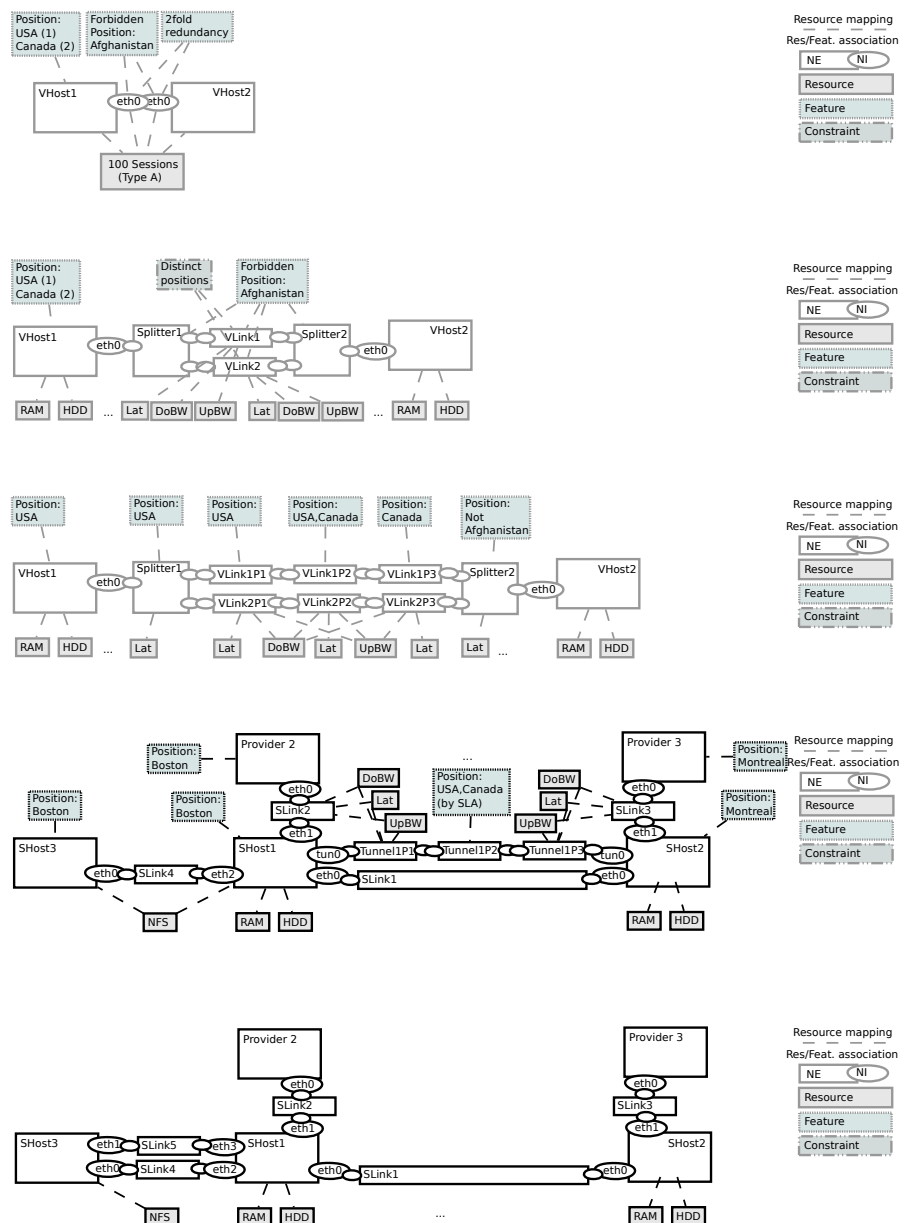 Position:
USA (1)
Canada (2)
Forbidden
Position:
Afghanistan
2fold
redundancy
VHost1
eth0
eth0
VHost2
100 Sessions
(Type A)
Resource mapping
Res/Feat. association
NE
NI
Resource
Feature
Constraint
Position:
USA (1)
Canada (2)
Distinct
positions
Forbidden
Position:
Afghanistan
VHost1
eth0
Splitter1
VLink1
VLink2
Splitter2
eth0
VHost2
RAM
HDD
...
Lat
DoBW
UpBW
Lat
DoBW
UpBW
...
RAM
HDD
Resource mapping
Res/Feat. association
NE
NI
Resource
Feature
Constraint
Position:
USA
Position:
USA
Position:
USA
Position:
USA,Canada
Position:
Canada
Position:
Not
Afghanistan
VHost1
eth0
Splitter1
VLink1P1
VLink1P2
VLink1P3
VLink2P1
VLink2P2
VLink2P3
Splitter2
eth0
VHost2
RAM
HDD
...
Lat
Lat
DoBW
Lat
UpBW
Lat
Lat
...
RAM
HDD
Resource mapping
Res/Feat. association
NE
NI
Resource
Feature
Constraint
Position:
Boston
Provider 2
eth0
SLink2
eth1
Position:
Boston
Position:
Boston
DoBW
Lat
UpBW
...
Position:
USA,Canada
(by SLA)
DoBW
Lat
UpBW
Provider 3
eth0
SLink3
eth1
Position:
Montreal
Position:
Montreal
SHost3
eth0
SLink4
eth2
SHost1
tun0
Tunnel1P1
Tunnel1P2
Tunnel1P3
tun0
eth0
SLink1
eth0
SHost2
NFS
RAM
HDD
RAM
HDD
Resource mapping
Res/Feat. association
NE
NI
Resource
Feature
Constraint
Provider 2
eth0
SLink2
eth1
Provider 3
eth0
SLink3
eth1
SHost3
eth1
SLink5
eth3
eth0
SLink4
eth2
SHost1
eth0
SLink1
eth0
SHost2
NFS
RAM
HDD
...
RAM
HDD
Resource mapping
Res/Feat. association
NE
NI
Resource
Feature
Constraint